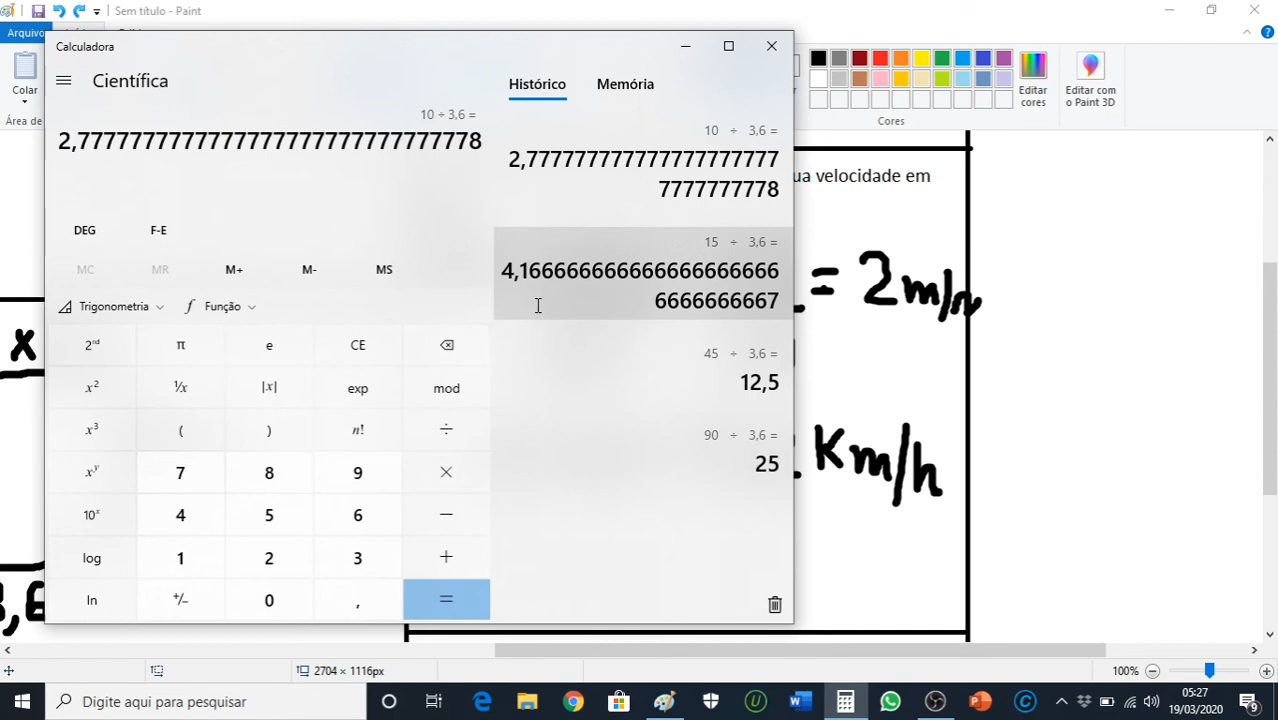 Sem título - Paint
Arquivo
Colar
Área de
Editar cores
Editar com o Paint 3D
Cores
Calculadora
Científica
10 ÷ 3,6 =
2,7777777777777777777777777777778
DEG
F-E
MC
MR
M+
M-
MS
Trigonometria
Função
2nd
π
e
CE
x²
¹/x
|x|
exp
mod
x³
(
)
n!
÷
xʸ
7
8
9
×
10ˣ
4
5
6
−
log
1
2
3
+
ln
+/−
0
,
=
Histórico
Memória
10 ÷ 3,6 =
2,777777777777777777777
7777777778
15 ÷ 3,6 =
4,166666666666666666666
6666666667
45 ÷ 3,6 =
12,5
90 ÷ 3,6 =
25
ua velocidade em
= 2m/
Km/h
x
2704 × 1116px
100%
Digite aqui para pesquisar
05:27
19/03/2020
9